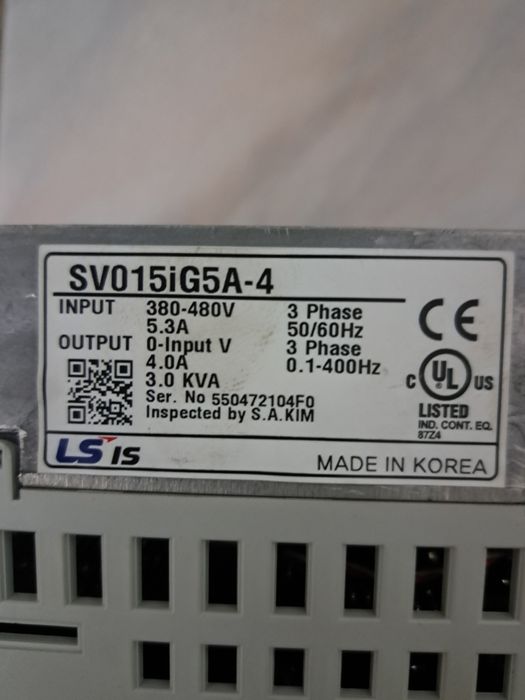 SV015iG5A-4
INPUT 380-480V 3 Phase
5.3A 50/60Hz
OUTPUT 0-Input V 3 Phase
4.0A 0.1-400Hz
3.0 KVA
Ser. No 550472104F0
Inspected by S.A.KIM
CE
C UL US
®
LISTED
IND. CONT. EQ.
87Z4
LS IS
MADE IN KOREA